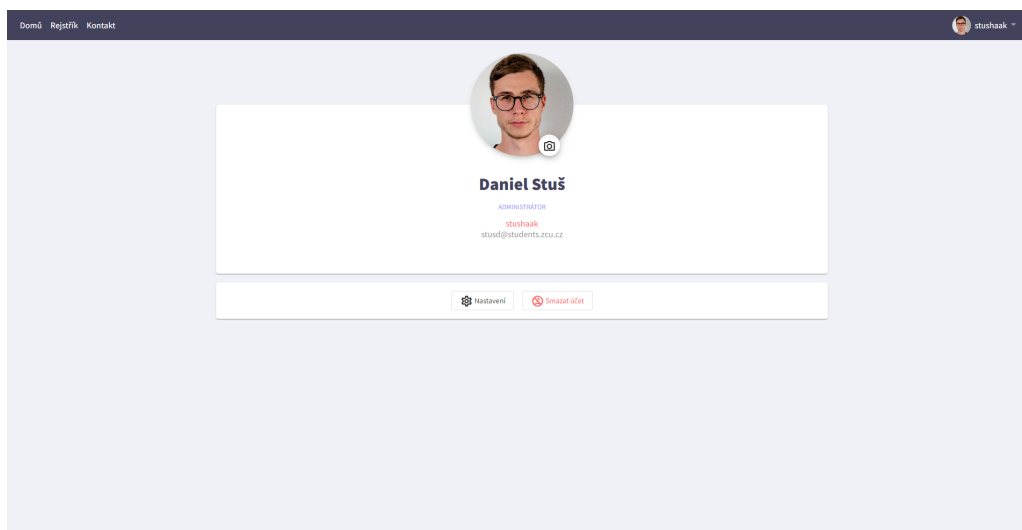 Domů Rejstřík Kontakt
stushaak
Daniel Stuš
ADMINISTRÁTOR
stushaak
stusd@students.zcu.cz
Nastavení
Smazat účet